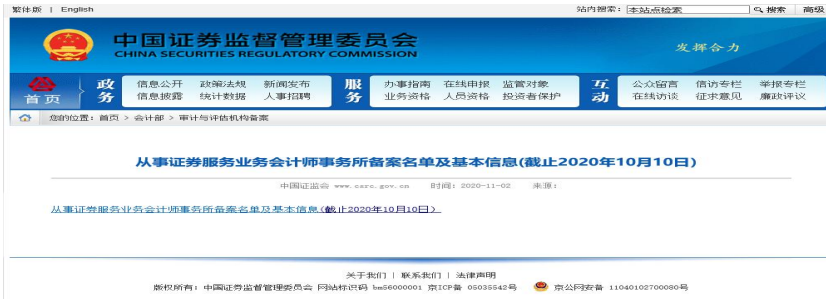 繁体版 | English 站内搜索: 本站点检索 搜索 高级
中国证券监督管理委员会
CHINA SECURITIES REGULATORY COMMISSION
发挥合力
首页 政务 信息公开 政策法规 新闻发布 服务 办事指南 在线申报 监管对象 互动 公众留言 信访专栏 举报专栏
信息披露 统计数据 人事招聘 业务资格 人员资格 投资者保护 在线访谈 征求意见 廉政评议
您的位置: 首页 > 会计部 > 审计与评估机构备案
从事证券服务业务会计师事务所备案名单及基本信息(截止2020年10月10日)
中国证监会 www.csrc.gov.cn 时间: 2020-11-02 来源:
从事证券服务业务会计师事务所备案名单及基本信息(截止2020年10月10日)
关于我们 | 联系我们 | 法律声明
版权所有: 中国证券监督管理委员会 网站标识码 bm56000001 京ICP备 05035542号 京公网安备 11040102700080号